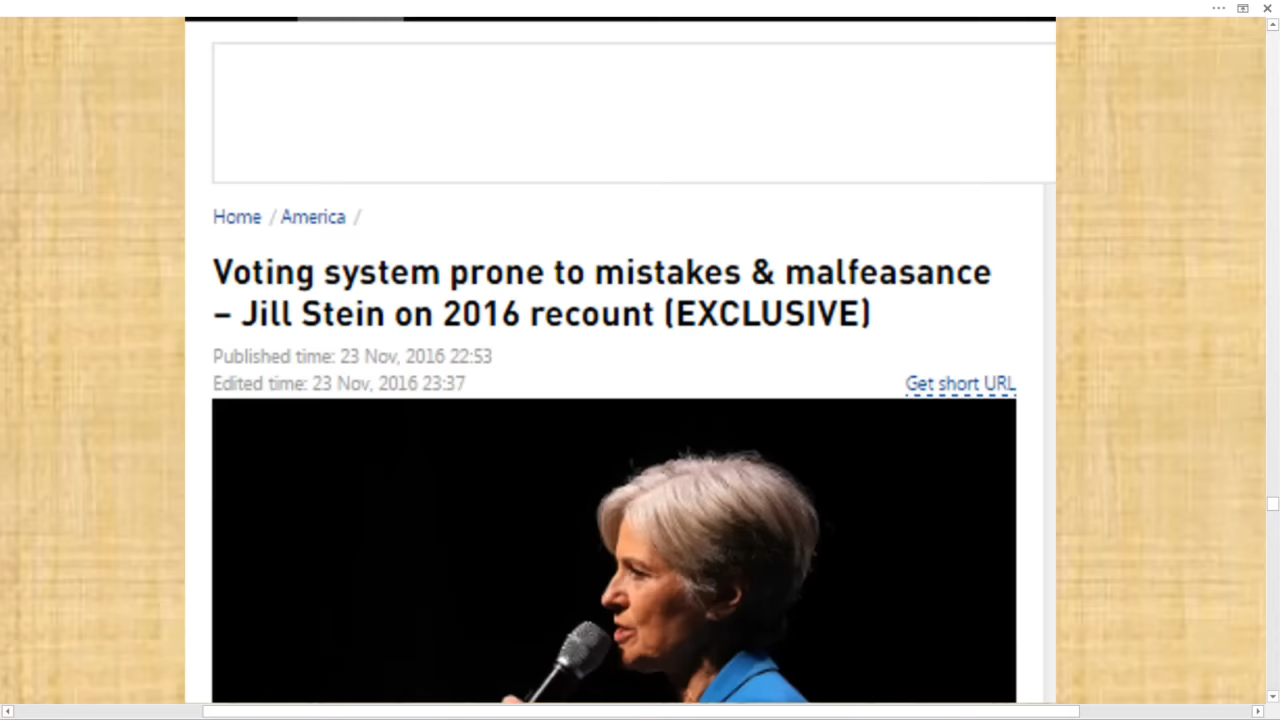 Home / America /
Voting system prone to mistakes & malfeasance
– Jill Stein on 2016 recount (EXCLUSIVE)
Published time: 23 Nov, 2016 22:53
Edited time: 23 Nov, 2016 23:37
Get short URL